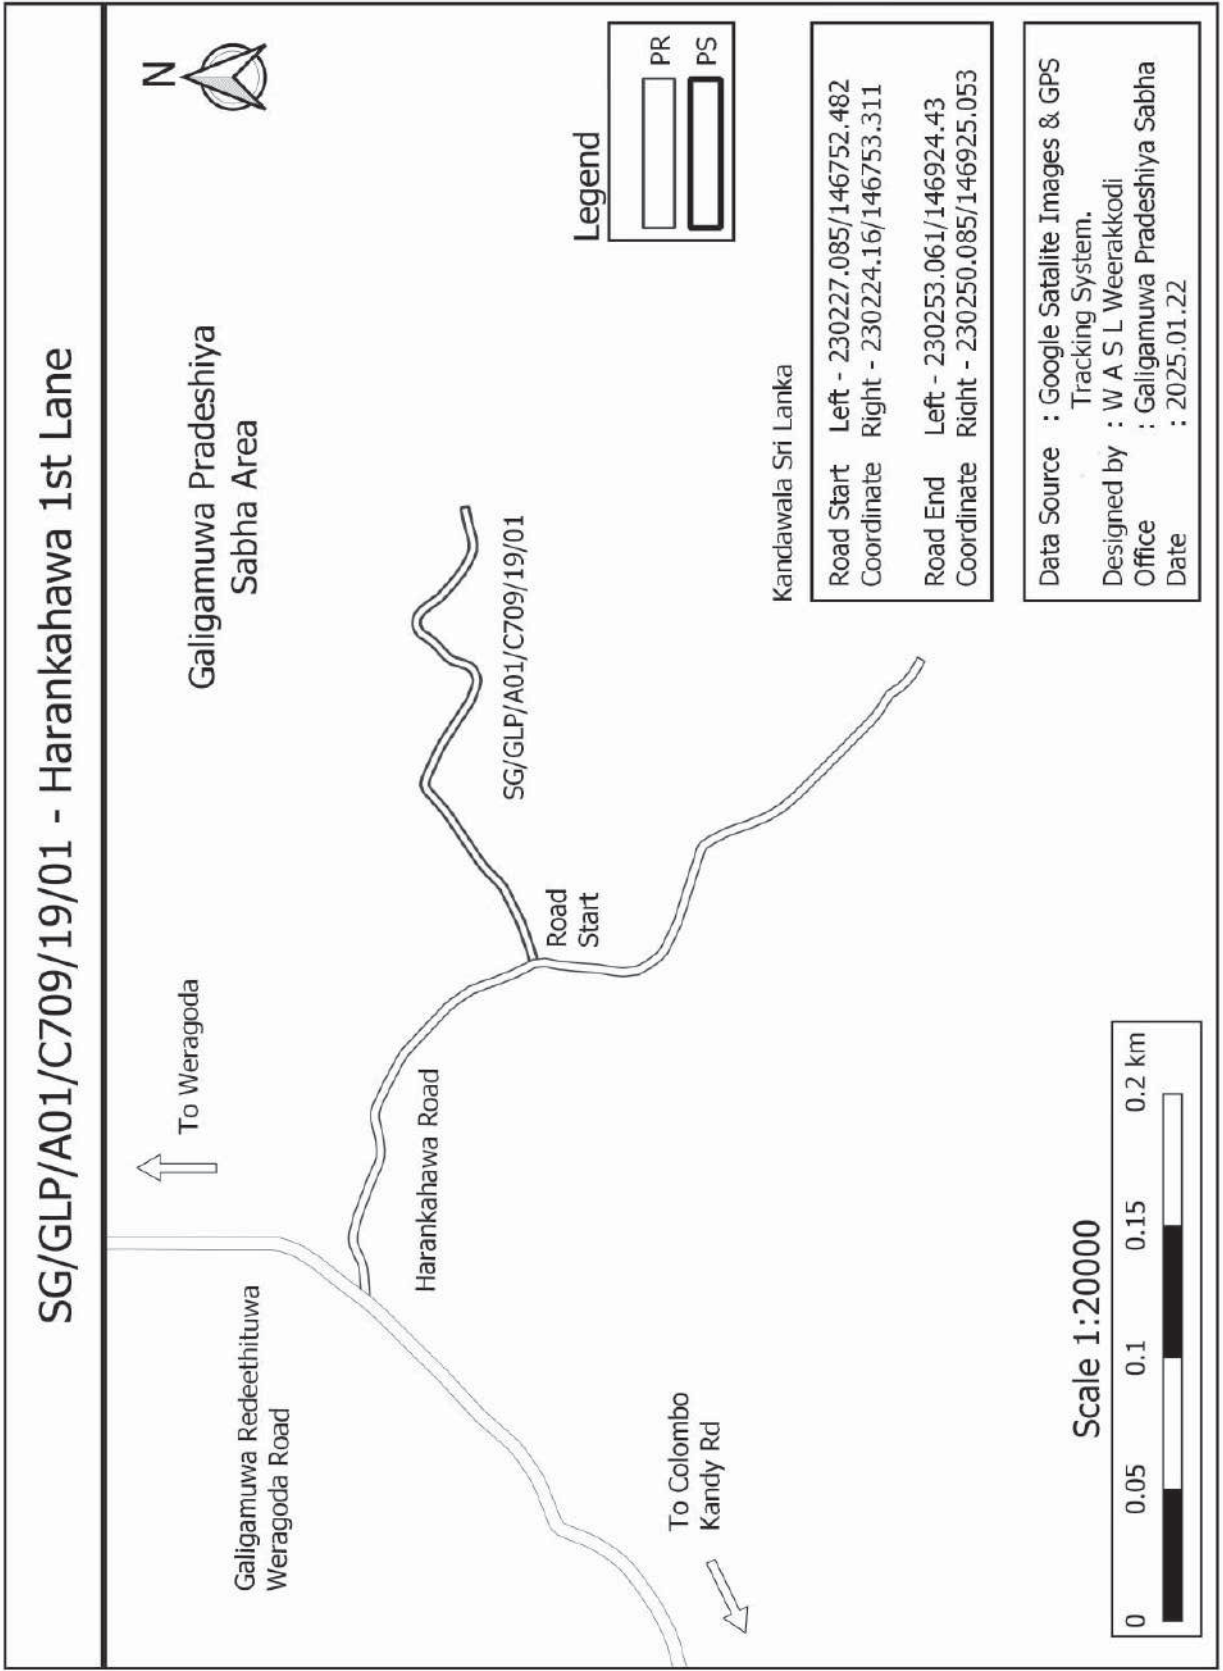 SG/GLP/A01/C709/19/01 - Harankahawa 1st Lane
N
To Weragoda
Galigamuwa Pradeshiya
Sabha Area
Galigamuwa Redeethituwa
Weragoda Road
Harankahawa Road
SG/GLP/A01/C709/19/01
Road
Start
To Colombo
Kandy Rd
Legend
PR
PS
Kandawala Sri Lanka
Road Start Left - 230227.085/146752.482
Coordinate Right - 230224.16/146753.311
Road End Left - 230253.061/146924.43
Coordinate Right - 230250.085/146925.053
Data Source : Google Satalite Images & GPS
Tracking System.
Designed by : W A S L Weerakkodi
Office : Galigamuwa Pradeshiya Sabha
Date : 2025.01.22
Scale 1:20000
0 0.05 0.1 0.15 0.2 km